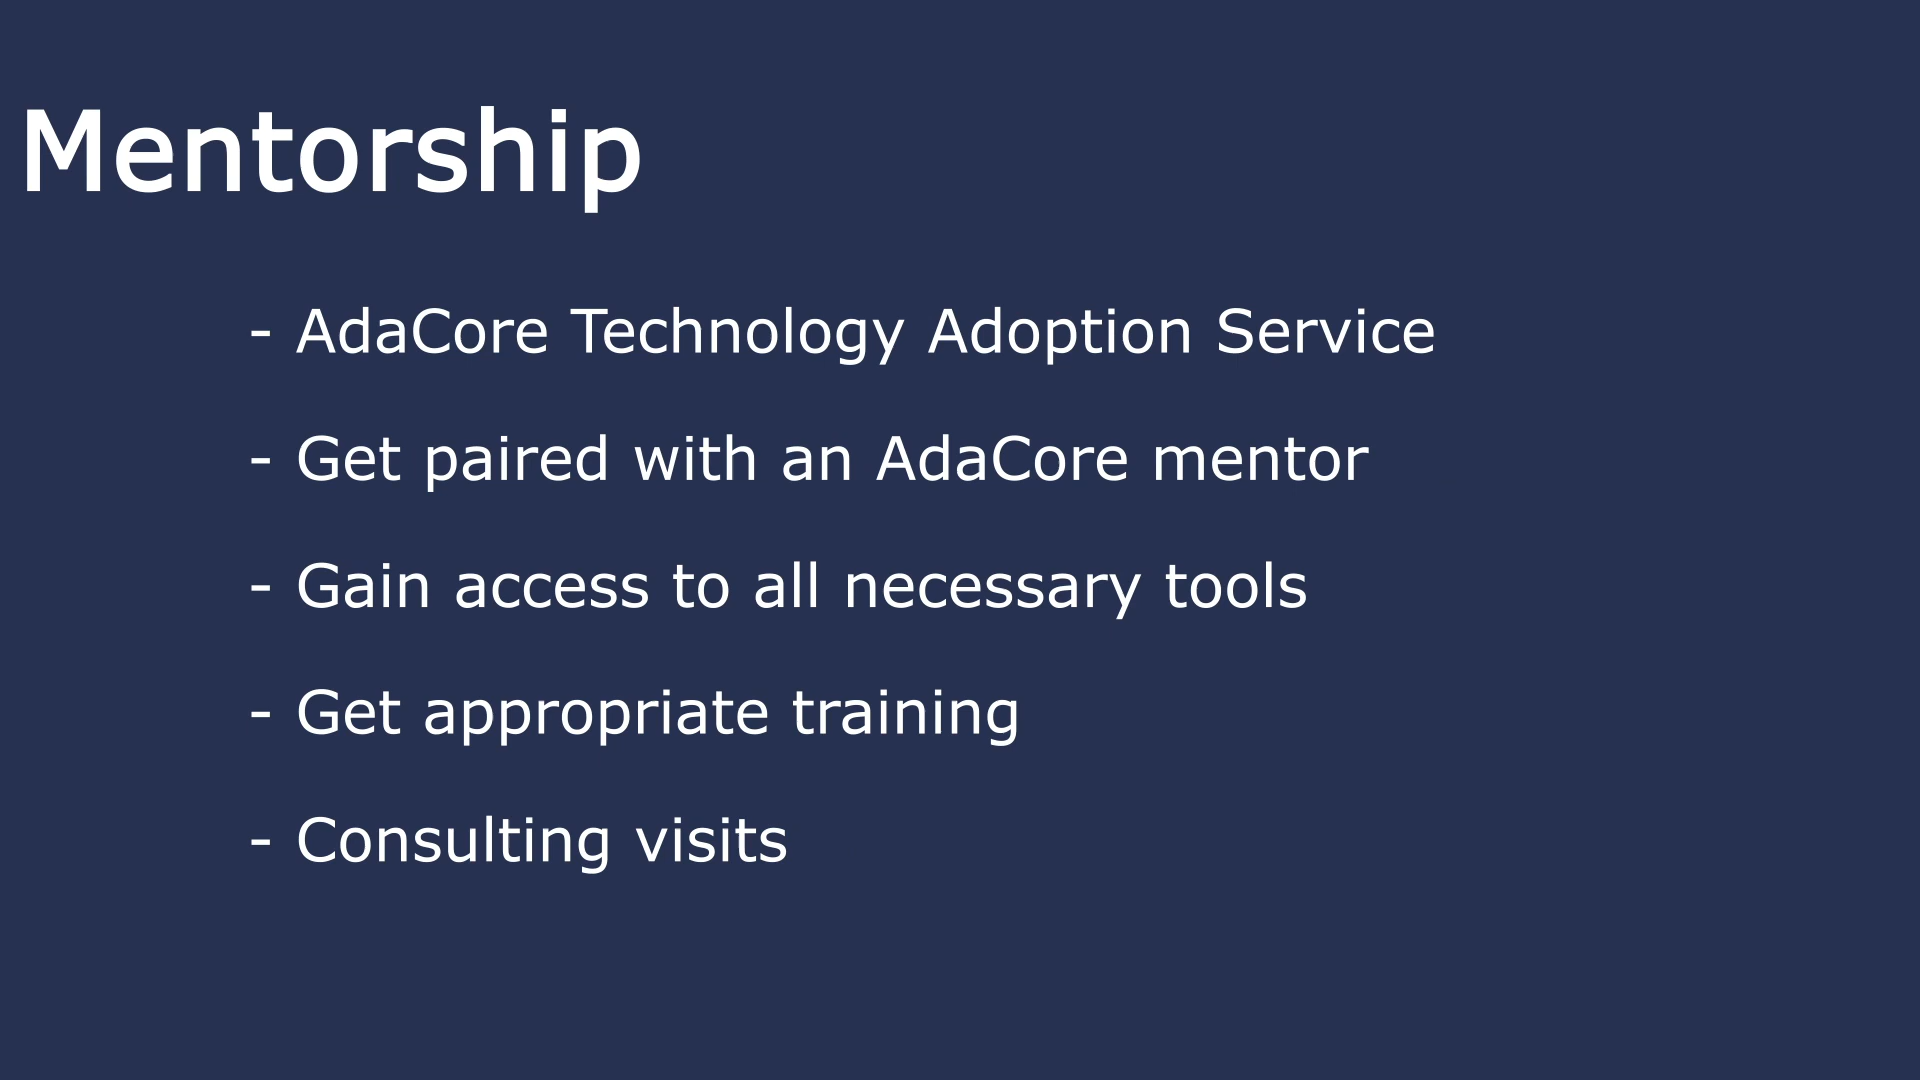 Mentorship
- AdaCore Technology Adoption Service
- Get paired with an AdaCore mentor
- Gain access to all necessary tools
- Get appropriate training
- Consulting visits